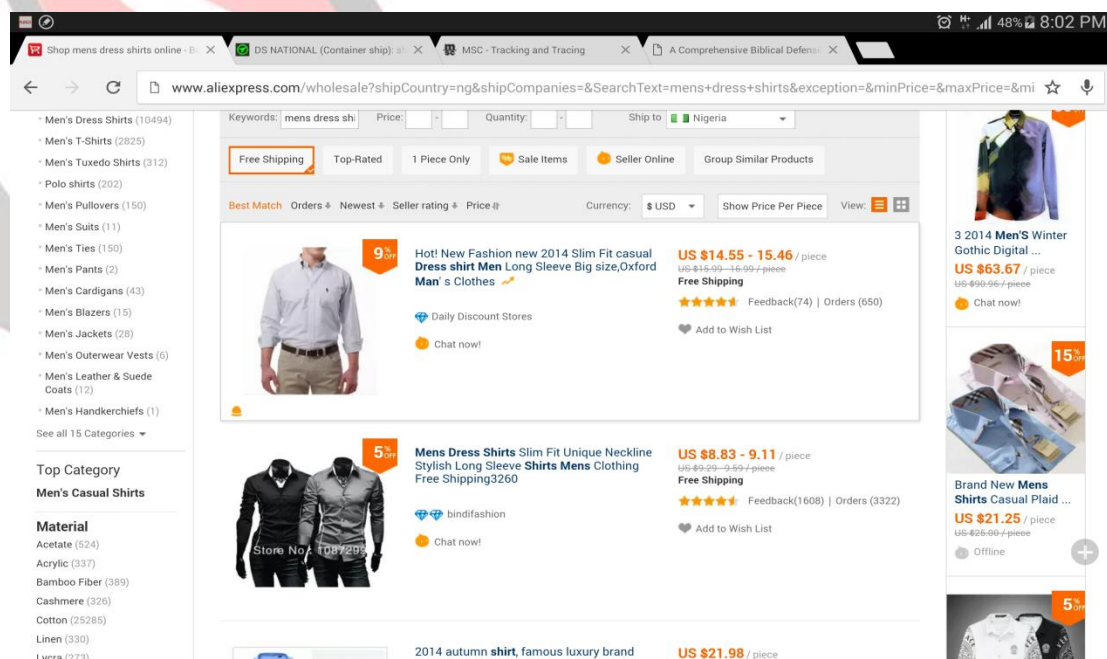 48% 8:02 PM
Shop mens dress shirts online - B
DS NATIONAL (Container ship): s
MSC - Tracking and Tracing
A Comprehensive Biblical Defens
www.aliexpress.com/wholesale?shipCountry=ng&shipCompanies=&SearchText=mens+dress+shirts&exception=&minPrice=&maxPrice=&mi
Men's Dress Shirts (10494)
Men's T-Shirts (2825)
Men's Tuxedo Shirts (312)
Polo shirts (202)
Men's Pullovers (150)
Men's Suits (11)
Men's Ties (150)
Men's Pants (2)
Men's Cardigans (43)
Men's Blazers (15)
Men's Jackets (28)
Men's Outerwear Vests (6)
Men's Leather & Suede
Coats (12)
Men's Handkerchiefs (1)
See all 15 Categories
Top Category
Men's Casual Shirts
Material
Acetate (524)
Acrylic (337)
Bamboo Fiber (389)
Cashmere (326)
Cotton (25285)
Linen (330)
Lycra (273)
Keywords: mens dress shi Price: - Quantity: - Ship to Nigeria
Free Shipping Top-Rated 1 Piece Only Sale Items Seller Online Group Similar Products
Best Match Orders Newest Seller rating Price Currency: $ USD Show Price Per Piece View:
9% OFF
Hot! New Fashion new 2014 Slim Fit casual
Dress shirt Men Long Sleeve Big size,Oxford
Man' s Clothes
Daily Discount Stores
Chat now!
US $14.55 - 15.46 / piece
US $15.99 - 16.99 / piece
Free Shipping
Feedback(74) | Orders (650)
Add to Wish List
5% OFF
Store No: 1087299
Mens Dress Shirts Slim Fit Unique Neckline
Stylish Long Sleeve Shirts Mens Clothing
Free Shipping3260
bindifashion
Chat now!
US $8.83 - 9.11 / piece
US $9.29 - 9.59 / piece
Free Shipping
Feedback(1608) | Orders (3322)
Add to Wish List
2014 autumn shirt, famous luxury brand
US $21.98 / piece
3 2014 Men'S Winter
Gothic Digital ...
US $63.67 / piece
US $90.96 / piece
Chat now!
15% OFF
Brand New Mens
Shirts Casual Plaid ...
US $21.25 / piece
US $25.00 / piece
Offline
5% OFF